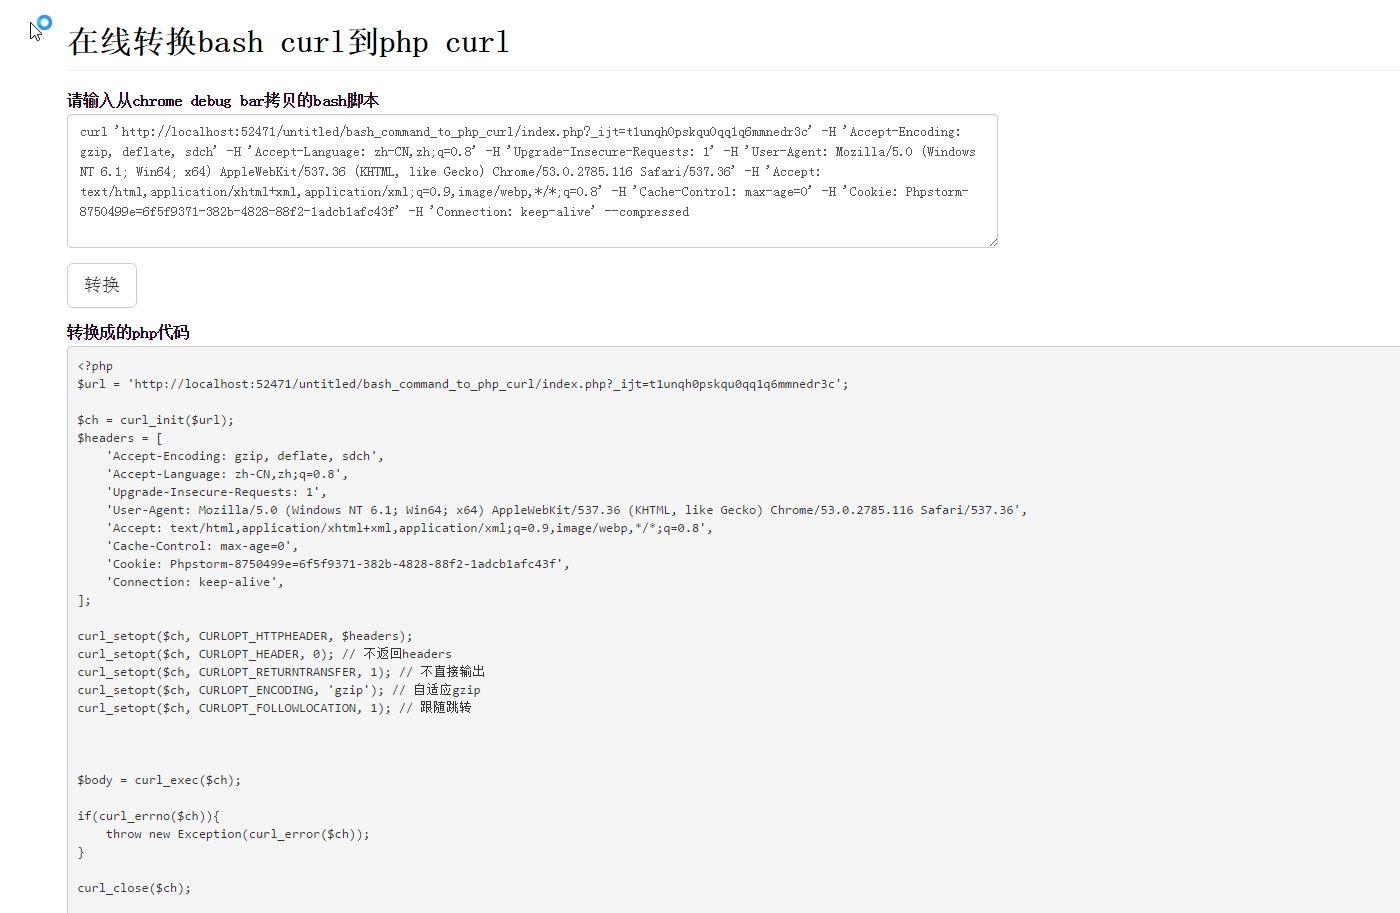 在线转换bash curl到php curl
请输入从chrome debug bar拷贝的bash脚本
curl 'http://localhost:52471/untitled/bash_command_to_php_curl/index.php?_ijt=t1unqh0pskqu0qq1q6mmnedr3c' -H 'Accept-Encoding:
gzip, deflate, sdch' -H 'Accept-Language: zh-CN,zh;q=0.8' -H 'Upgrade-Insecure-Requests: 1' -H 'User-Agent: Mozilla/5.0 (Windows
NT 6.1; Win64; x64) AppleWebKit/537.36 (KHTML, like Gecko) Chrome/53.0.2785.116 Safari/537.36' -H 'Accept:
text/html,application/xhtml+xml,application/xml;q=0.9,image/webp,*/*;q=0.8' -H 'Cache-Control: max-age=0' -H 'Cookie: Phpstorm-
8750499e=6f5f9371-382b-4828-88f2-1adcb1afc43f' -H 'Connection: keep-alive' --compressed
转换
转换成的php代码
<?php
$url = 'http://localhost:52471/untitled/bash_command_to_php_curl/index.php?_ijt=t1unqh0pskqu0qq1q6mmnedr3c';
$ch = curl_init($url);
$headers = [
    'Accept-Encoding: gzip, deflate, sdch',
    'Accept-Language: zh-CN,zh;q=0.8',
    'Upgrade-Insecure-Requests: 1',
    'User-Agent: Mozilla/5.0 (Windows NT 6.1; Win64; x64) AppleWebKit/537.36 (KHTML, like Gecko) Chrome/53.0.2785.116 Safari/537.36',
    'Accept: text/html,application/xhtml+xml,application/xml;q=0.9,image/webp,*/*;q=0.8',
    'Cache-Control: max-age=0',
    'Cookie: Phpstorm-8750499e=6f5f9371-382b-4828-88f2-1adcb1afc43f',
    'Connection: keep-alive',
];
curl_setopt($ch, CURLOPT_HTTPHEADER, $headers);
curl_setopt($ch, CURLOPT_HEADER, 0); // 不返回headers
curl_setopt($ch, CURLOPT_RETURNTRANSFER, 1); // 不直接输出
curl_setopt($ch, CURLOPT_ENCODING, 'gzip'); // 自适应gzip
curl_setopt($ch, CURLOPT_FOLLOWLOCATION, 1); // 跟随跳转
$body = curl_exec($ch);
if(curl_errno($ch)){
    throw new Exception(curl_error($ch));
}
curl_close($ch);